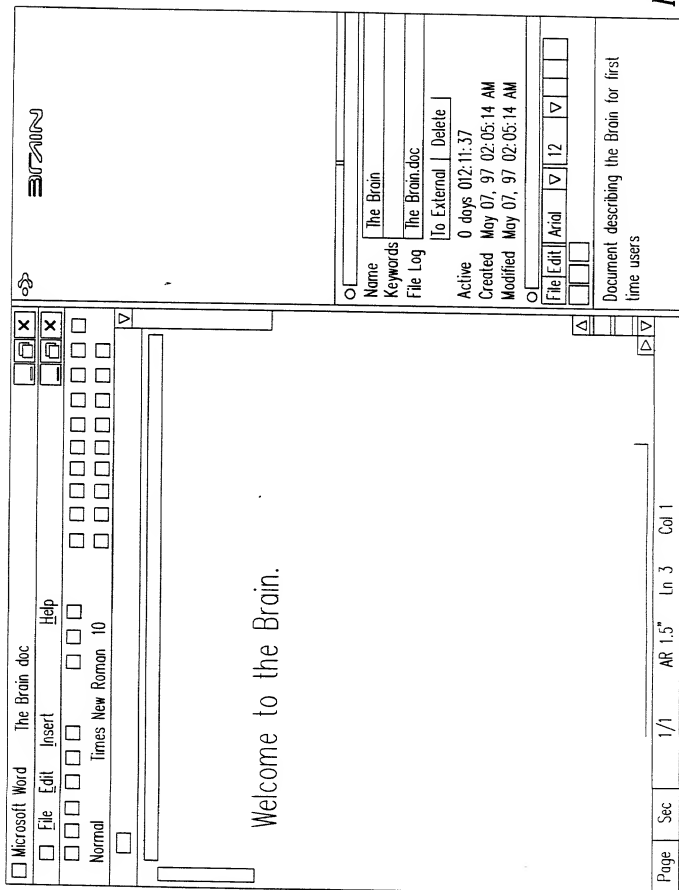 Microsoft Word The Brain doc
File Edit Insert Help
Normal Times New Roman 10
Welcome to the Brain.
Page Sec 1/1 AR 1.5" Ln 3 Col 1
BRAIN
Name The Brain
Keywords
File Log The Brain.doc
To External Delete
Active 0 days 012:11:37
Created May 07, 97 02:05:14 AM
Modified May 07, 97 02:05:14 AM
File Edit Arial 12
Document describing the Brain for first
time users